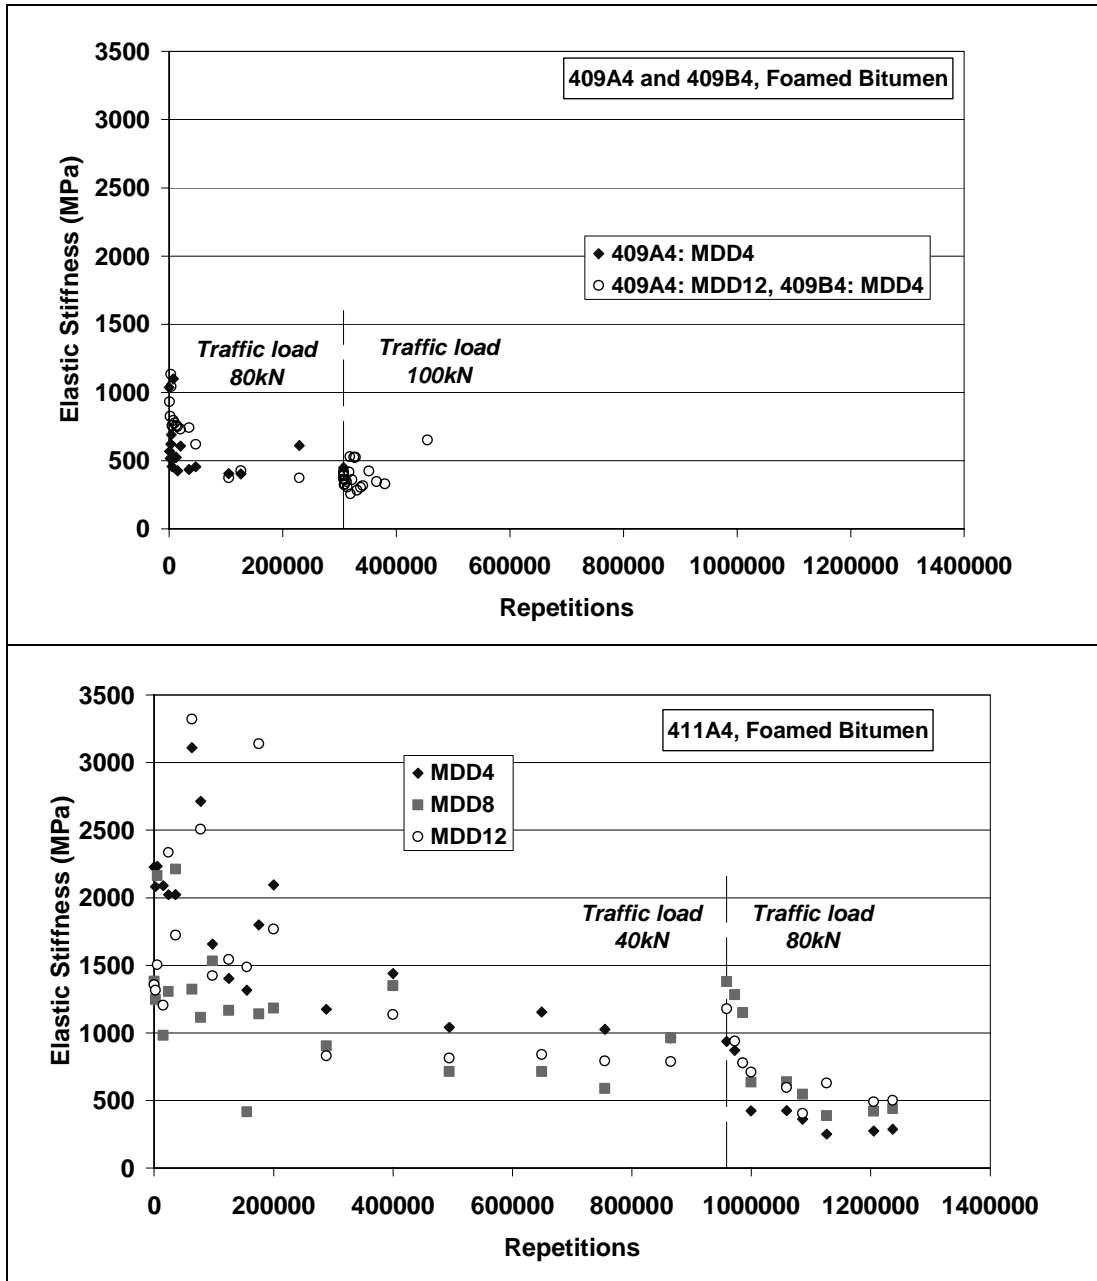 3500
409A4 and 409B4, Foamed Bitumen
3000
2500
2000
409A4: MDD4
409A4: MDD12, 409B4: MDD4
1500
Traffic load
80kN
Traffic load
100kN
1000
500
0
Elastic Stiffness (MPa)
0 200000 400000 600000 800000 1000000 1200000 1400000
Repetitions
3500
411A4, Foamed Bitumen
3000
MDD4
MDD8
MDD12
2500
2000
Traffic load
40kN
Traffic load
80kN
1500
1000
500
0
Elastic Stiffness (MPa)
0 200000 400000 600000 800000 1000000 1200000 1400000
Repetitions